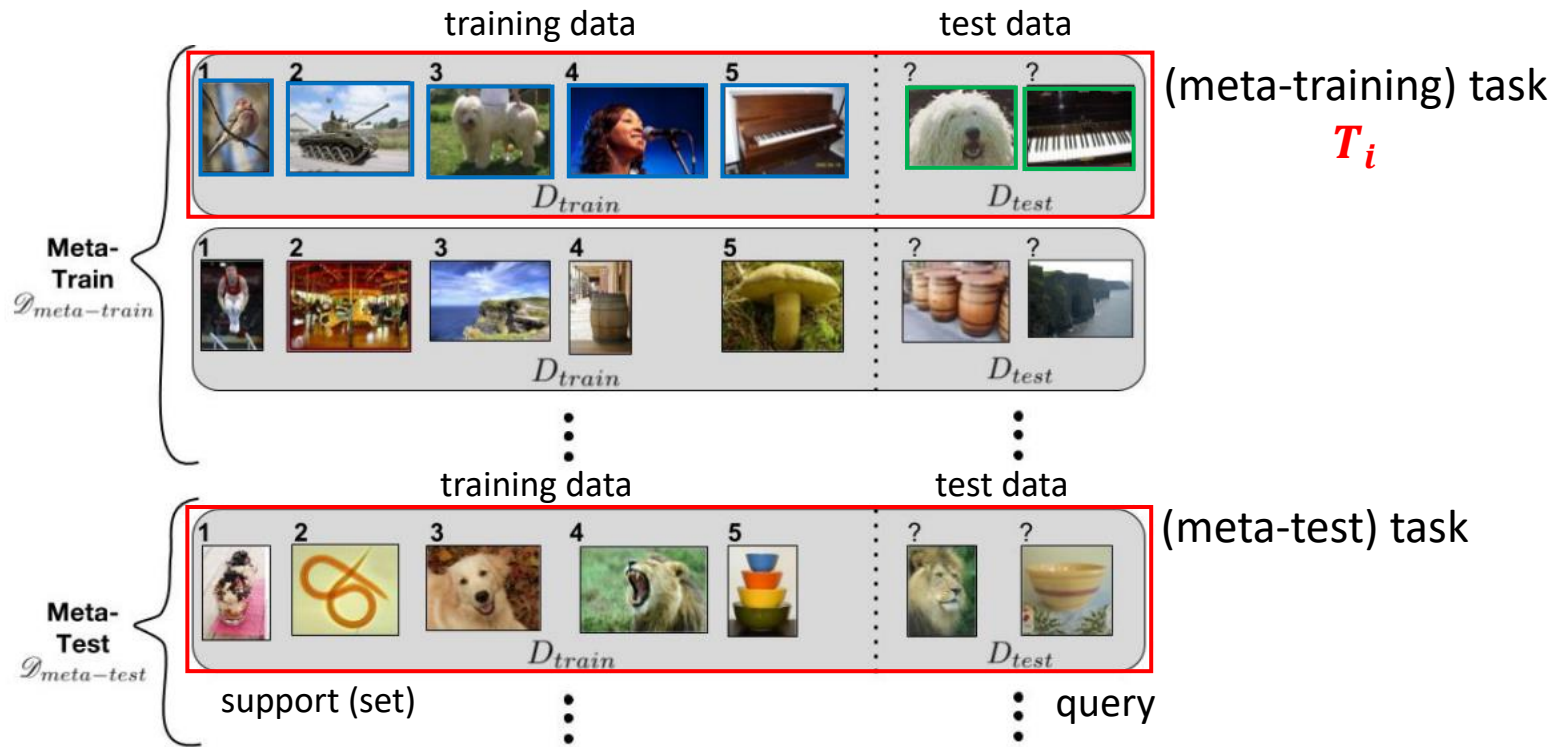 training data test data
1 2 3 4 5 ? ?
(meta-training) task
T_i
D_train D_test
Meta-
Train
𝒟_meta−train
1 2 3 4 5 ? ?
D_train D_test
training data test data
1 2 3 4 5 ? ?
(meta-test) task
Meta-
Test
𝒟_meta−test
D_train D_test
support (set) query